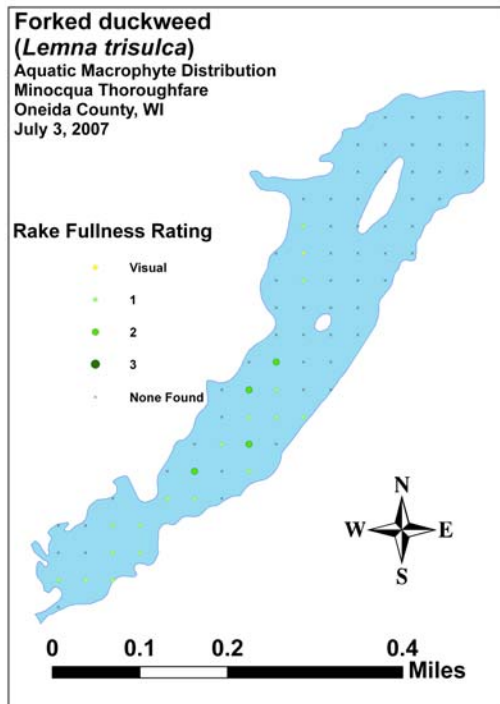 Forked duckweed
(Lemna trisulca)
Aquatic Macrophyte Distribution
Minocqua Thoroughfare
Oneida County, WI
July 3, 2007
Rake Fullness Rating
Visual
1
2
3
None Found
N
W E
S
0 0.1 0.2 0.4
Miles